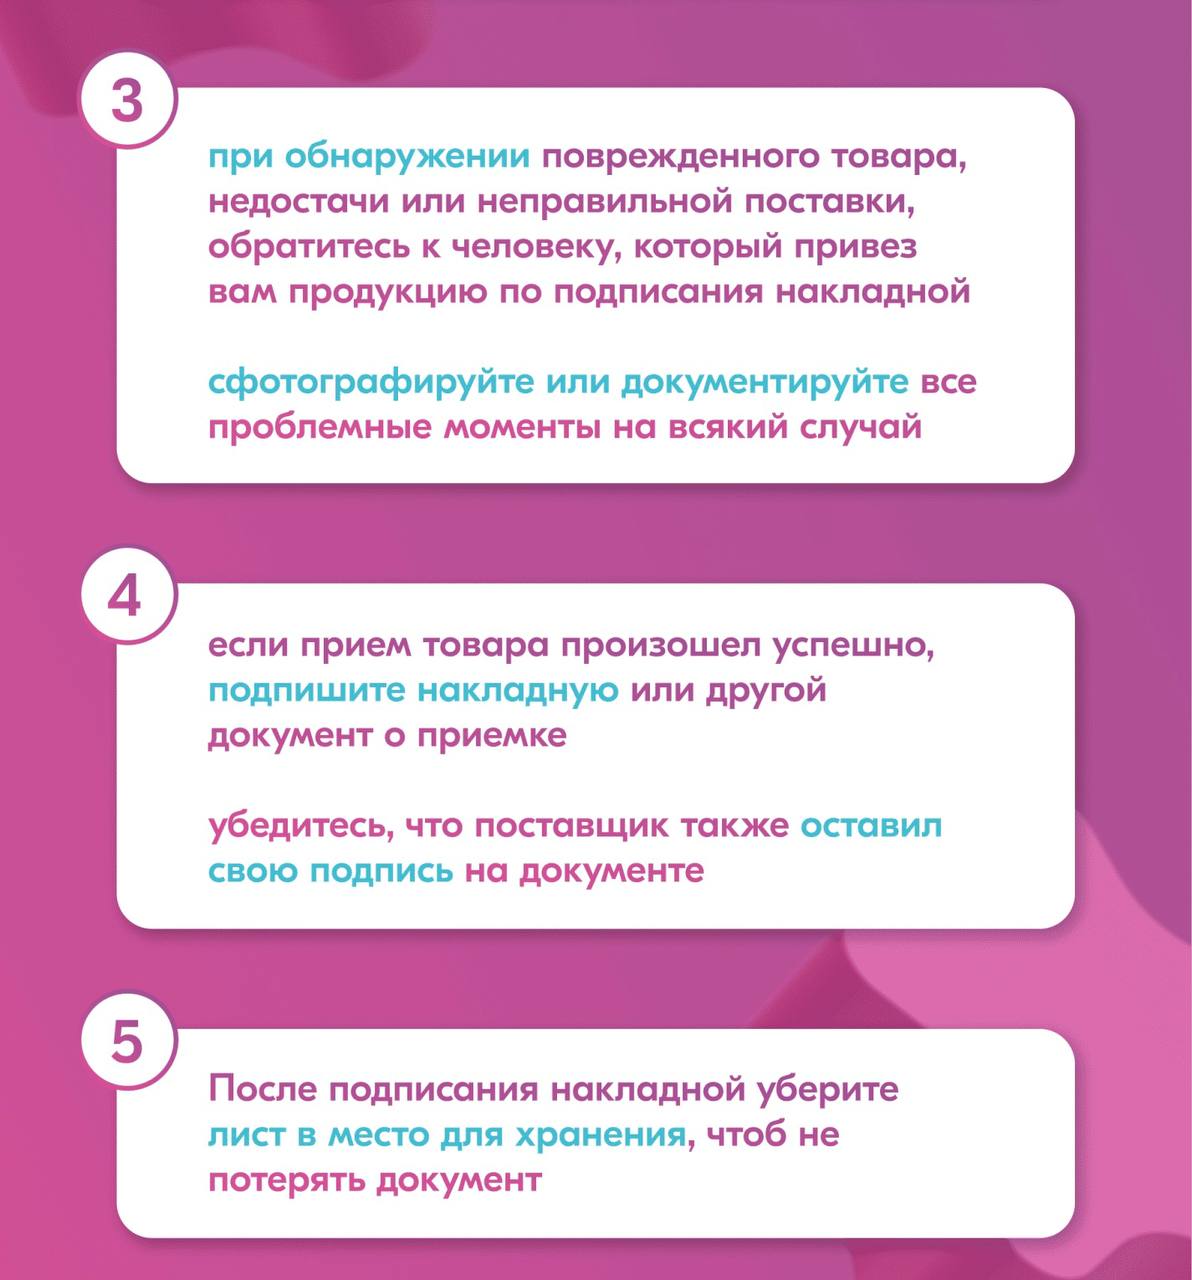 3
при обнаружении поврежденного товара,
недостачи или неправильной поставки,
обратитесь к человеку, который привез
вам продукцию по подписания накладной
сфотографируйте или документируйте все
проблемные моменты на всякий случай
4
если прием товара произошел успешно,
подпишите накладную или другой
документ о приемке
убедитесь, что поставщик также оставил
свою подпись на документе
5
После подписания накладной уберите
лист в место для хранения, чтоб не
потерять документ